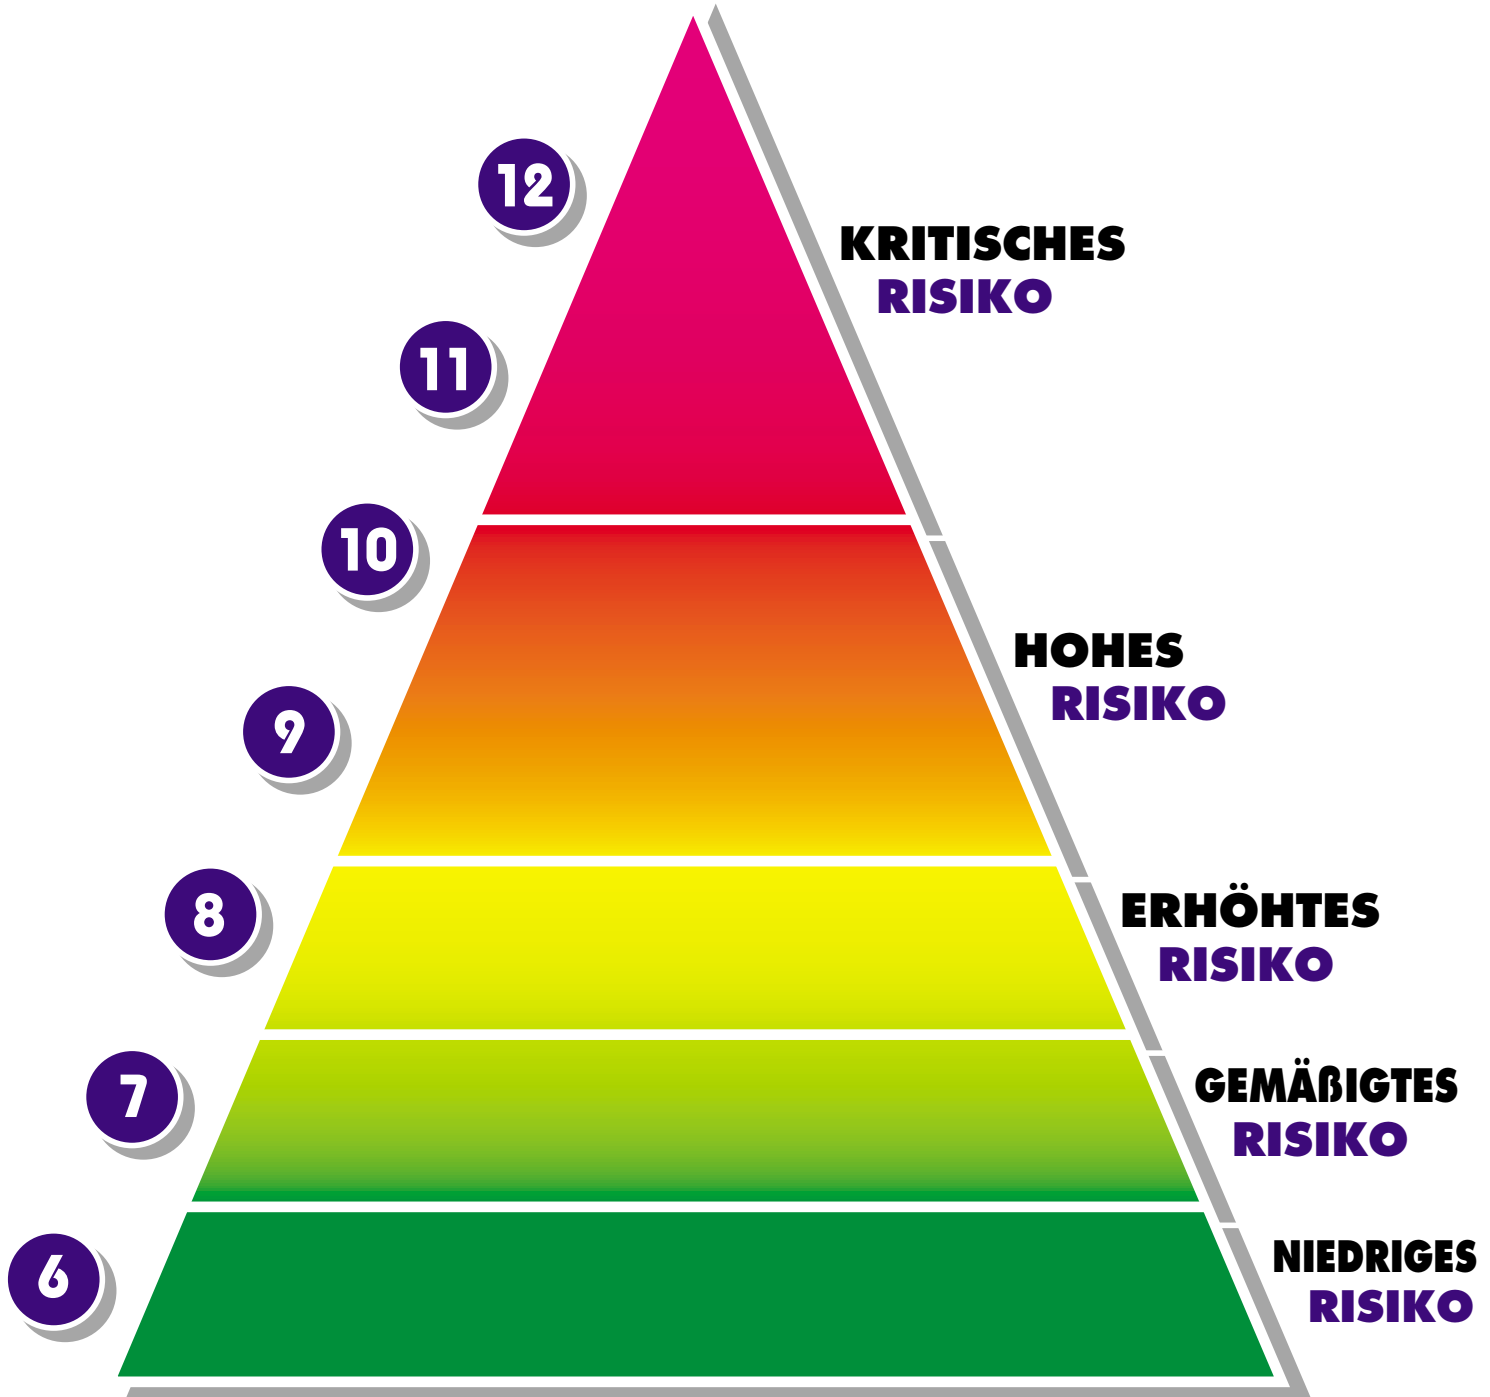 12
KRITISCHES
RISIKO
11
10
HOHES
RISIKO
9
8
ERHÖHTES
RISIKO
7
GEMÄßIGTES
RISIKO
6
NIEDRIGES
RISIKO